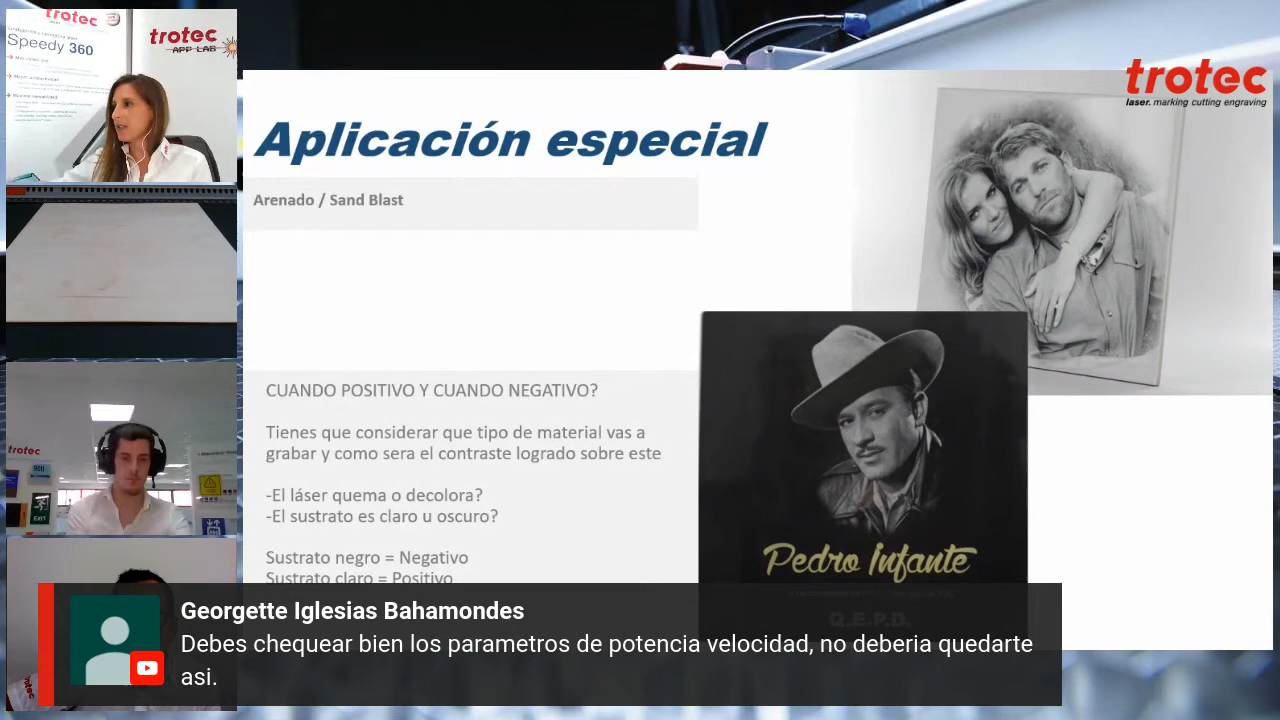 trotec
Speedy 360
trotec
APP LAB
trotec
laser. marking cutting engraving
Aplicación especial
Arenado / Sand Blast
CUANDO POSITIVO Y CUANDO NEGATIVO?
Tienes que considerar que tipo de material vas a
grabar y como sera el contraste logrado sobre este
-El láser quema o decolora?
-El sustrato es claro u oscuro?
Sustrato negro = Negativo
Sustrato claro = Positivo
Pedro Infante
Q.E.P.D.
trotec
EXIT
Georgette Iglesias Bahamondes
Debes chequear bien los parametros de potencia velocidad, no deberia quedarte
asi.
trotec